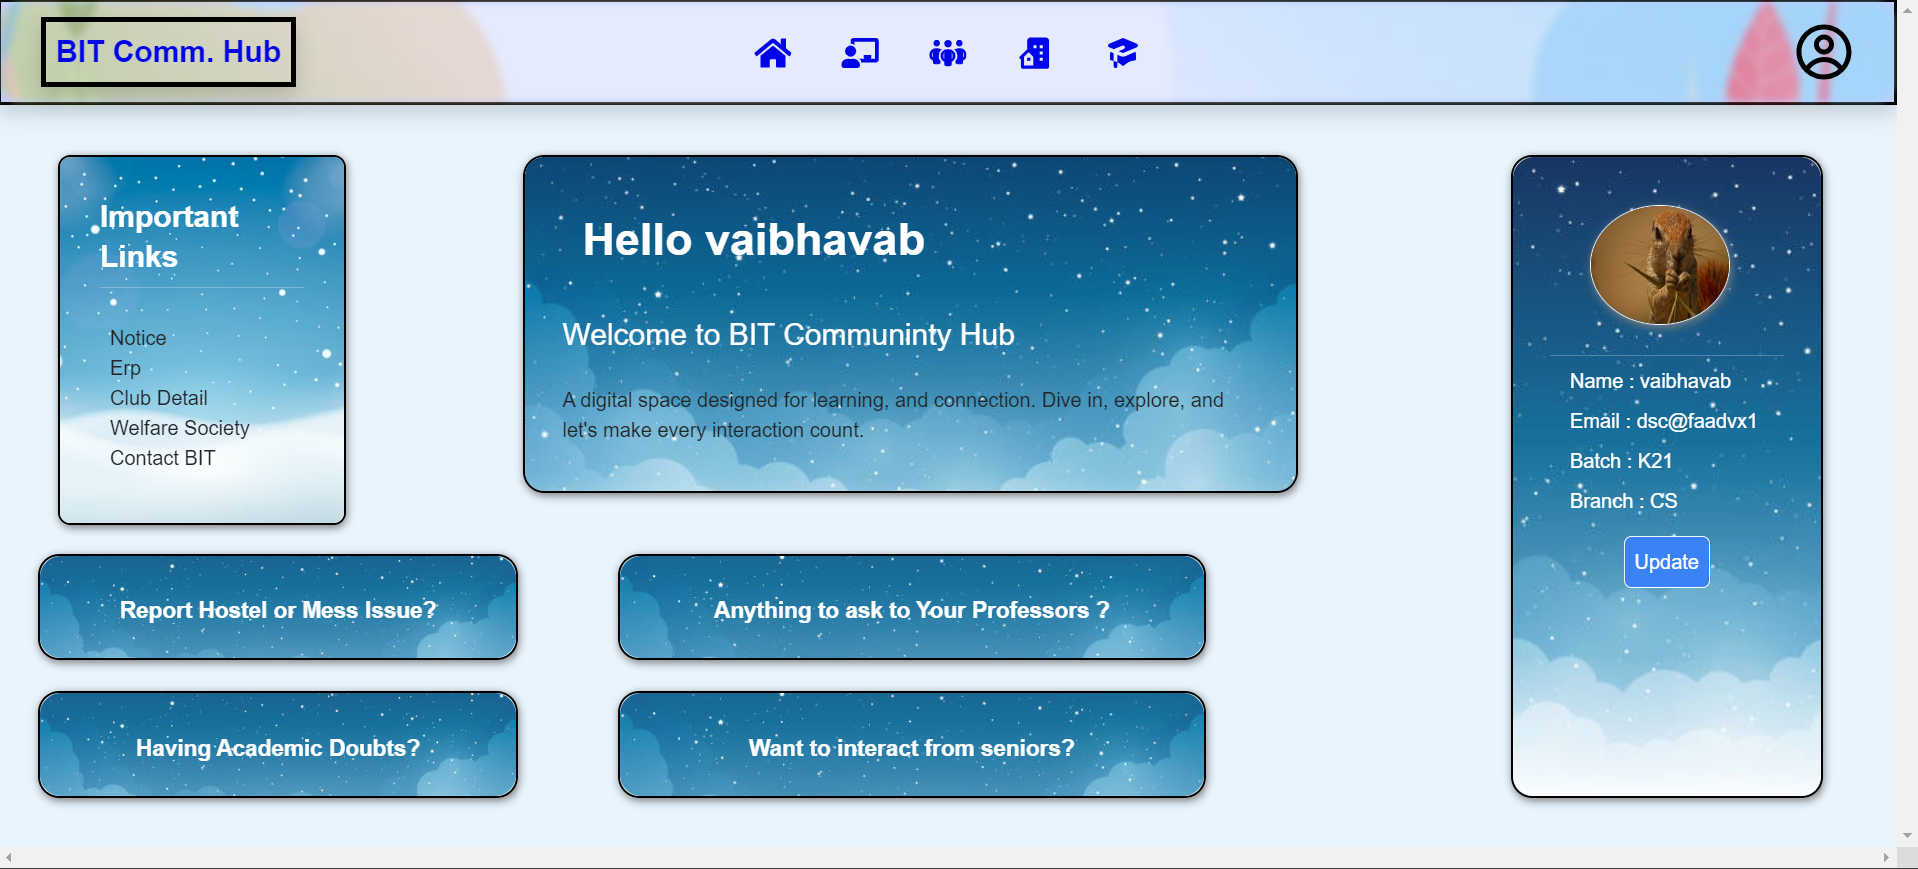 BIT Comm. Hub
Important
Links
Notice
Erp
Club Detail
Welfare Society
Contact BIT
Hello vaibhavab
Welcome to BIT Communinty Hub
A digital space designed for learning, and connection. Dive in, explore, and
let's make every interaction count.
Name : vaibhavab
Email : dsc@faadvx1
Batch : K21
Branch : CS
Update
Report Hostel or Mess Issue?
Anything to ask to Your Professors ?
Having Academic Doubts?
Want to interact from seniors?